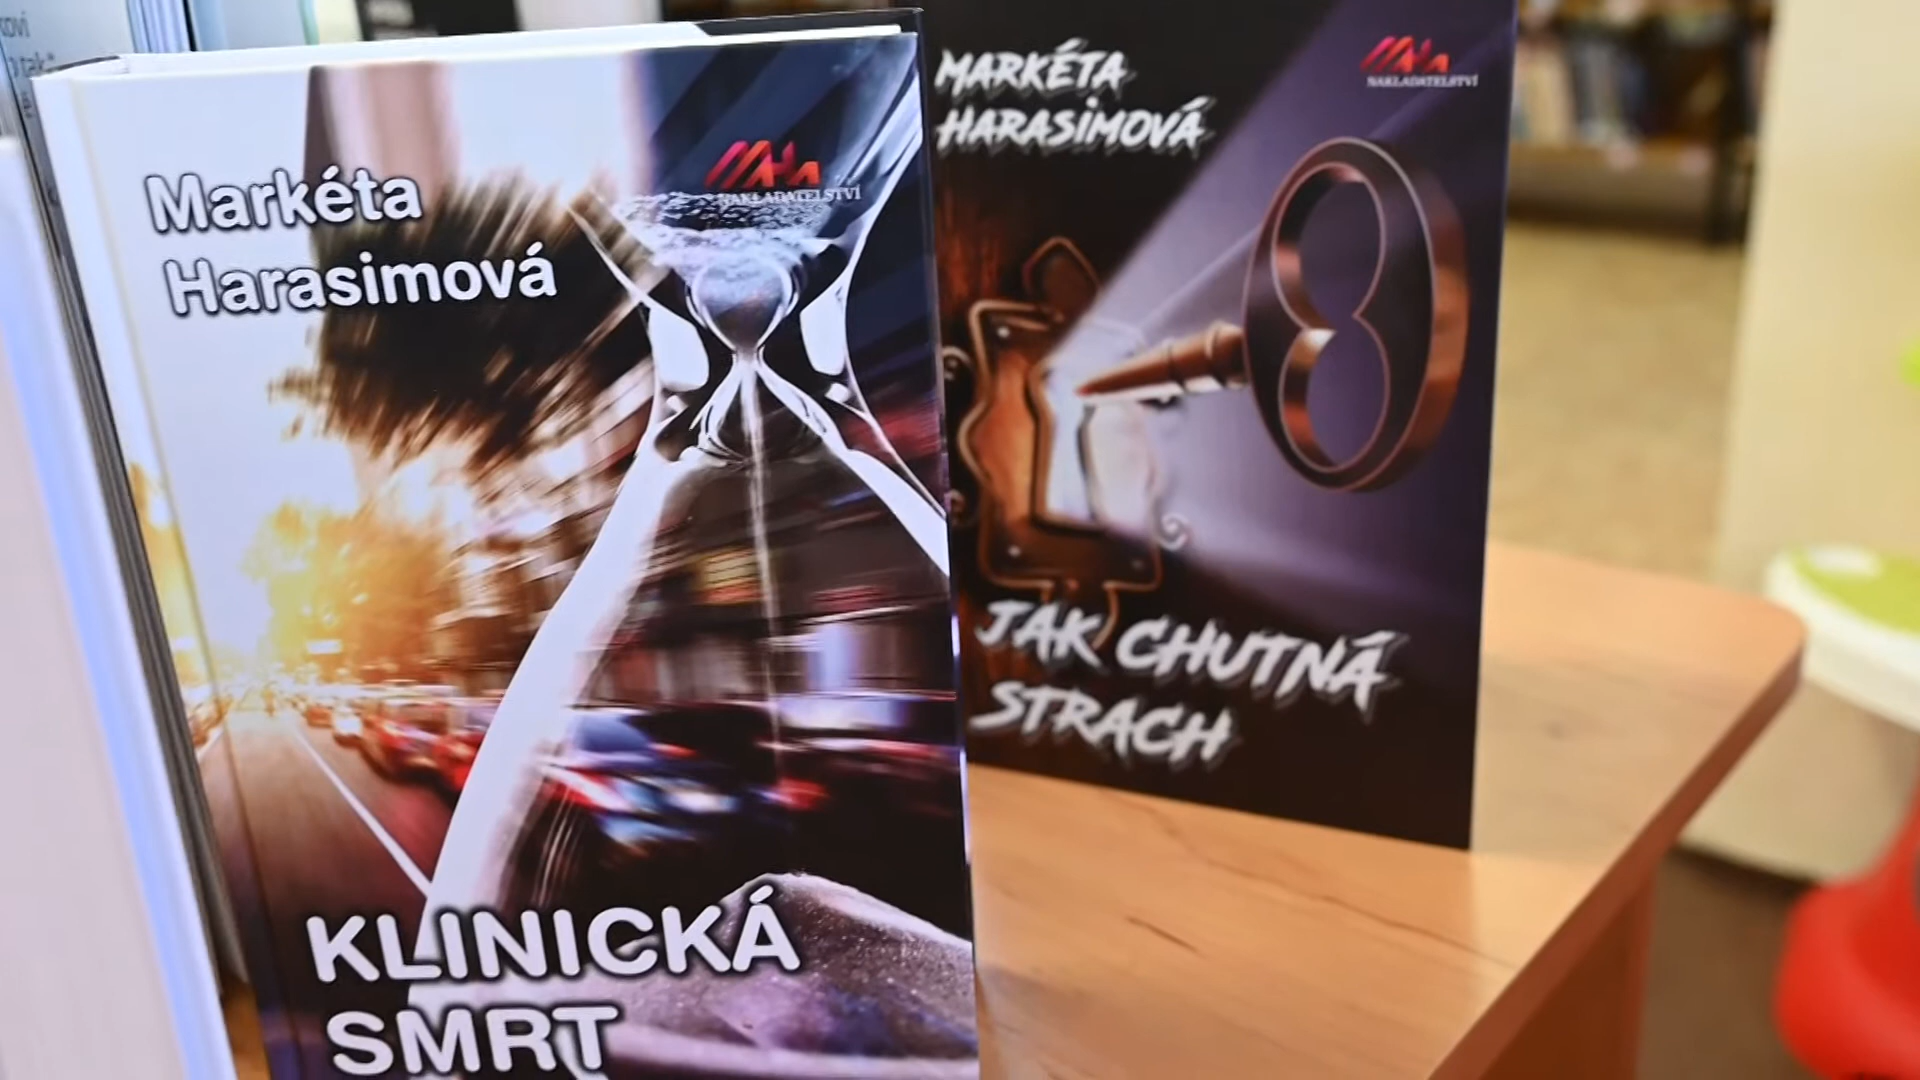 Markéta
Harasimová
NAKLADATELSTVÍ
KLINICKÁ
SMRT
MARKÉTA
HARASIMOVÁ
NAKLADATELSTVÍ
JAK CHUTNÁ
STRACH